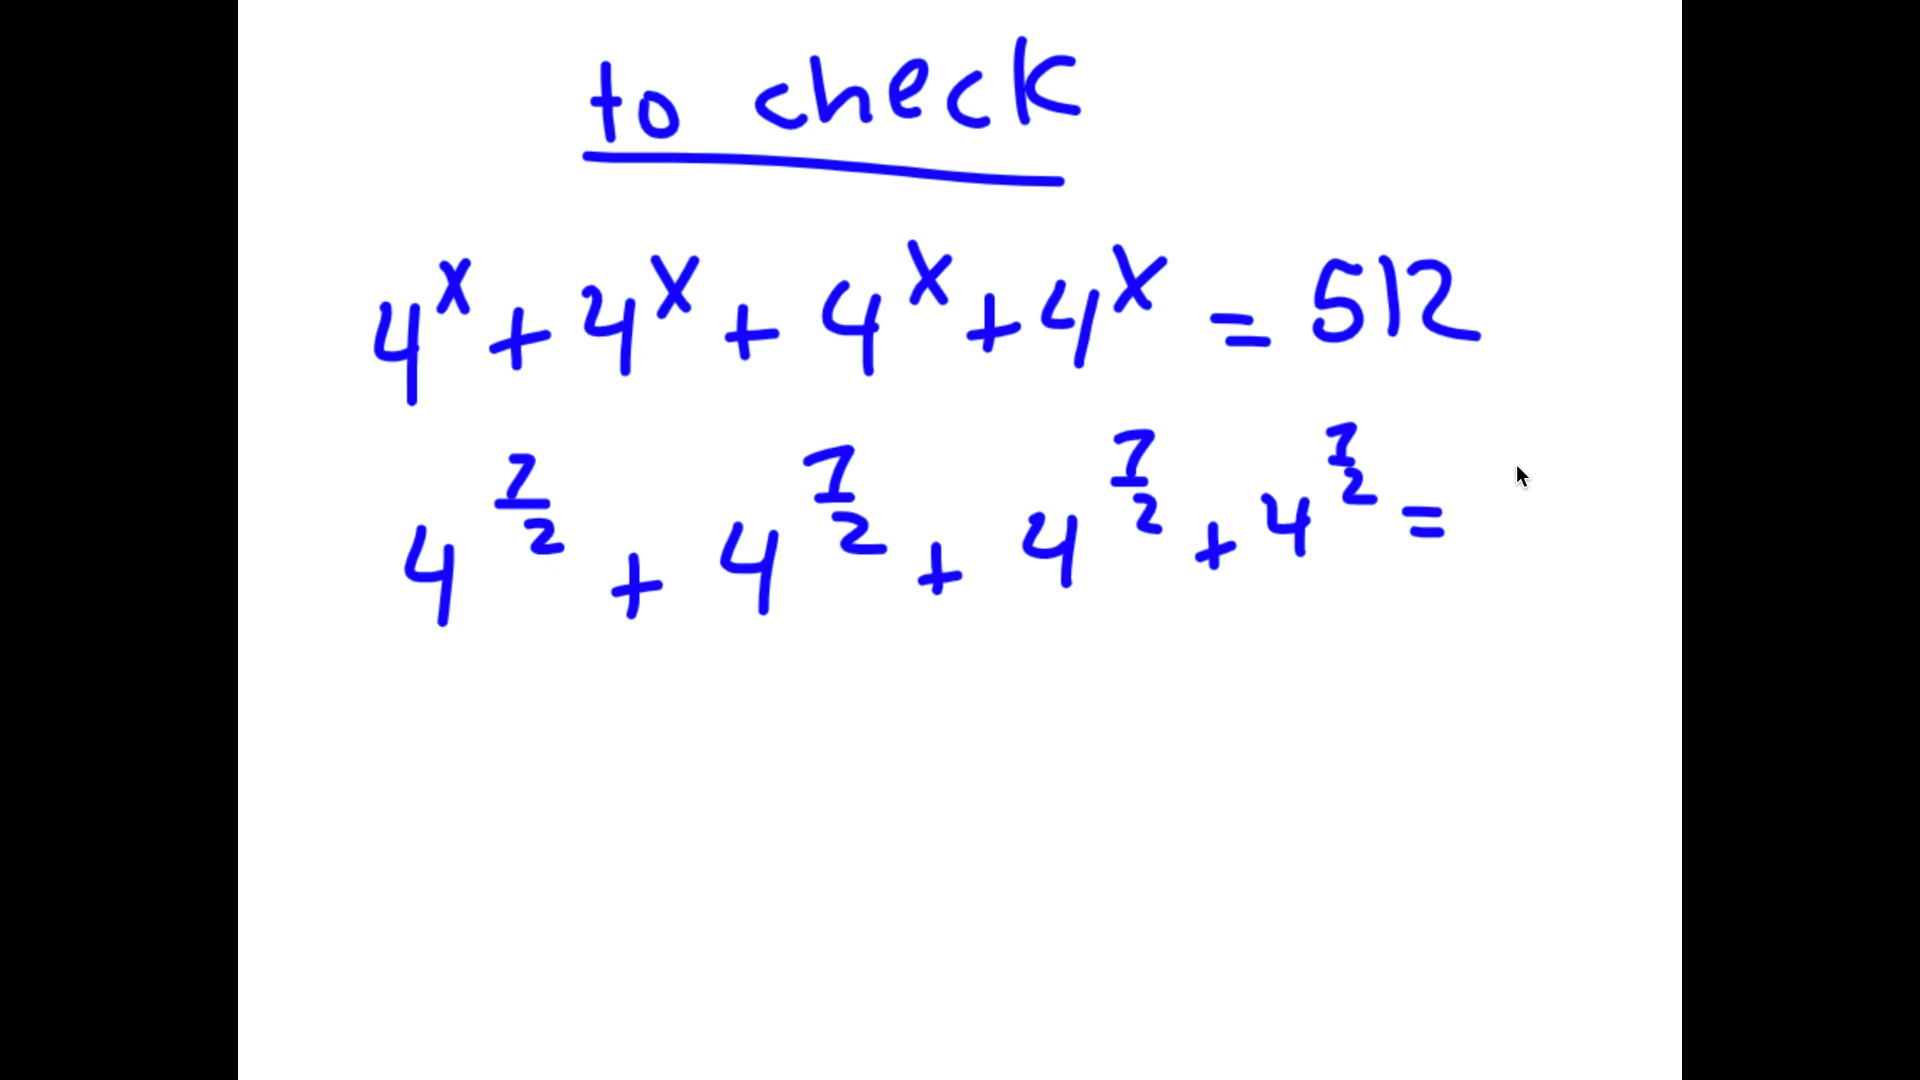 to check
4^x + 4^x + 4^x + 4^x = 512
4^(7/2) + 4^(7/2) + 4^(7/2) + 4^(7/2) =